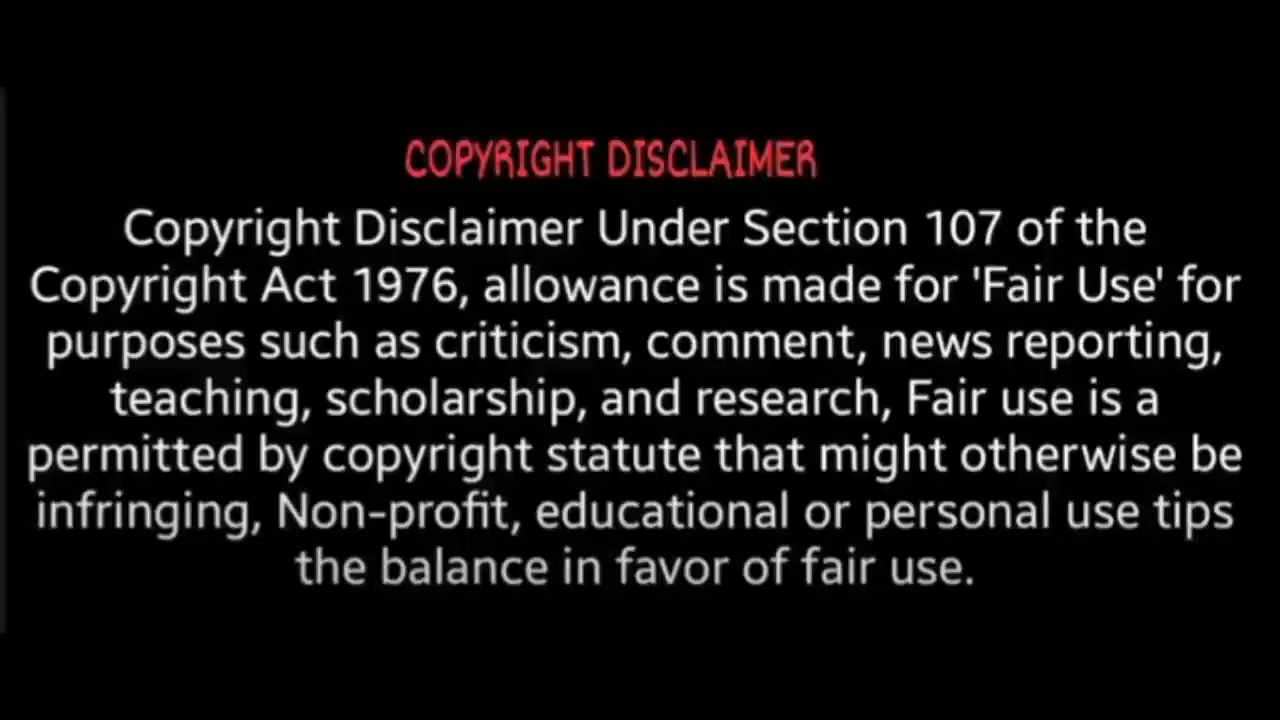 COPYRIGHT DISCLAIMER
Copyright Disclaimer Under Section 107 of the
Copyright Act 1976, allowance is made for 'Fair Use' for
purposes such as criticism, comment, news reporting,
teaching, scholarship, and research, Fair use is a
permitted by copyright statute that might otherwise be
infringing, Non-profit, educational or personal use tips
the balance in favor of fair use.